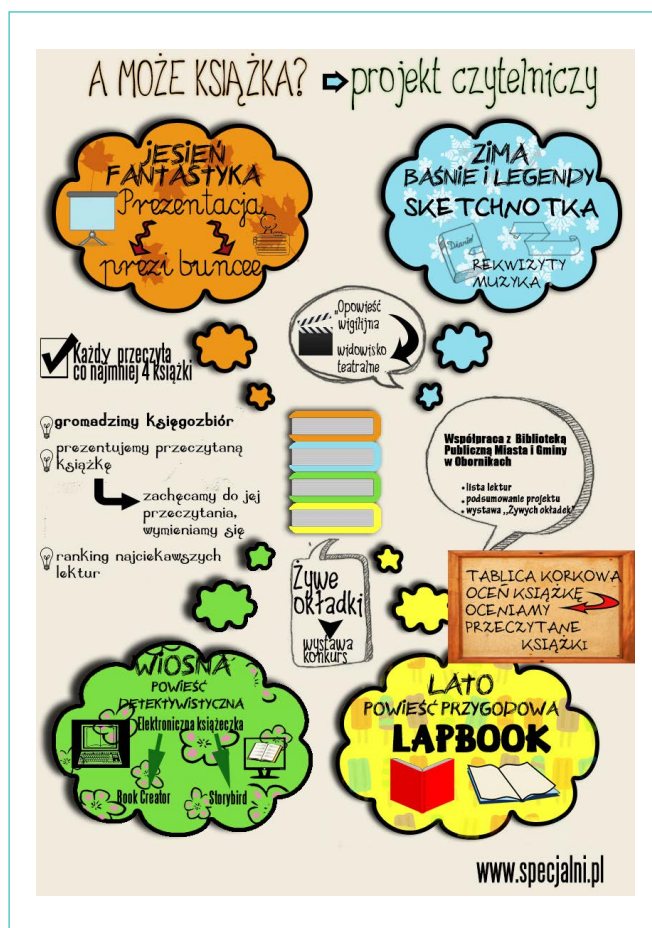 A MOŻE KSIĄŻKA? projekt czytelniczy
JESIEŃ
FANTASTYKA
Prezentacja
prezi buncee
ZIMA
BAŚNIE i LEGENDY
SKETCHNOTKA
Dianie!
REKWIZYTY
MUZYKA
„Opowieść
wigilijna
widowisko
teatralne
Każdy przeczyta
co najmniej 4 książki
gromadzimy księgozbiór
prezentujemy przeczytaną
książkę
zachęcamy do jej
przeczytania,
wymieniamy się
ranking najciekawszych
lektur
Współpraca z Biblioteką
Publiczną Miasta i Gminy
w Obornikach
• lista lektur
• podsumowanie projektu
• wystawa ,,Żywych okładek"
Żywe
okładki
wystawa
konkurs
TABLICA KORKOWA
OCEŃ KSIĄŻKĘ
OCENIAMY
PRZECZYTANE
KSIĄŻKI
WIOSNA
POWIEŚĆ
DETEKTYWISTYCZNA
Elektroniczna książeczka
Book Creator Storybird
LATO
POWIEŚĆ PRZYGODOWA
LAPBOOK
www.specjalni.pl